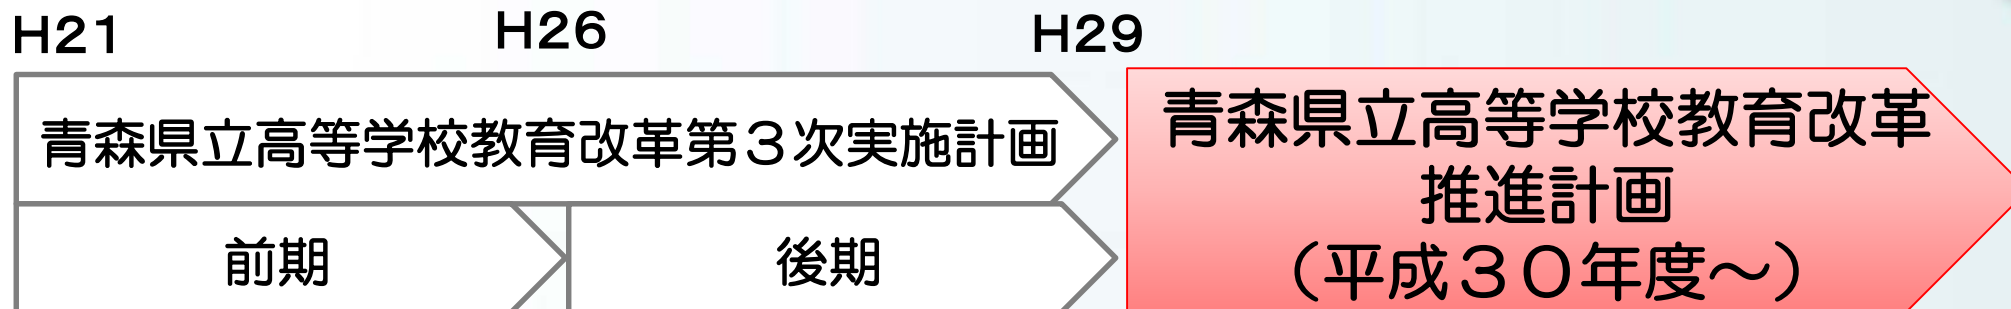 H21
H26
H29
青森県立高等学校教育改革第３次実施計画
前期
後期
青森県立高等学校教育改革
推進計画
（平成３０年度～）